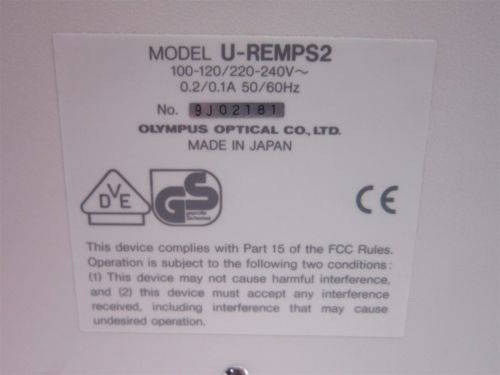 MODEL U-REMPS2
100-120/220-240V～
0.2/0.1A 50/60Hz
No. 9J02181
OLYMPUS OPTICAL CO., LTD.
MADE IN JAPAN
VDE GS geprüfte Sicherheit CE
This device complies with Part 15 of the FCC Rules.
Operation is subject to the following two conditions:
(1) This device may not cause harmful interference,
and (2) this device must accept any interference
received, including interference that may cause
undesired operation.